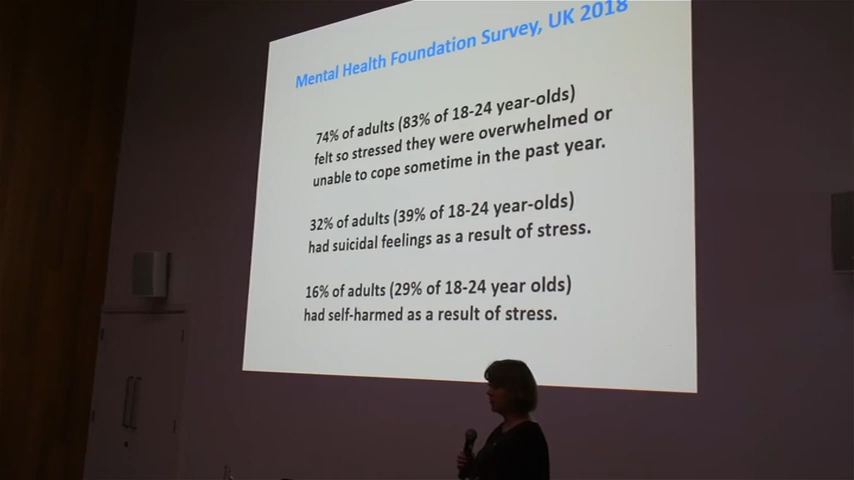 Mental Health Foundation Survey, UK 2018
74% of adults (83% of 18-24 year-olds)
felt so stressed they were overwhelmed or
unable to cope sometime in the past year.
32% of adults (39% of 18-24 year-olds)
had suicidal feelings as a result of stress.
16% of adults (29% of 18-24 year olds)
had self-harmed as a result of stress.